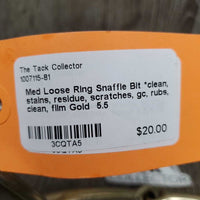 The Tack Collector
1007115-81
Med Loose Ring Snaffle Bit *clean,
stains, residue, scratches, gc, rubs,
clean, film Gold 5.5
$20.00
3CQTA5